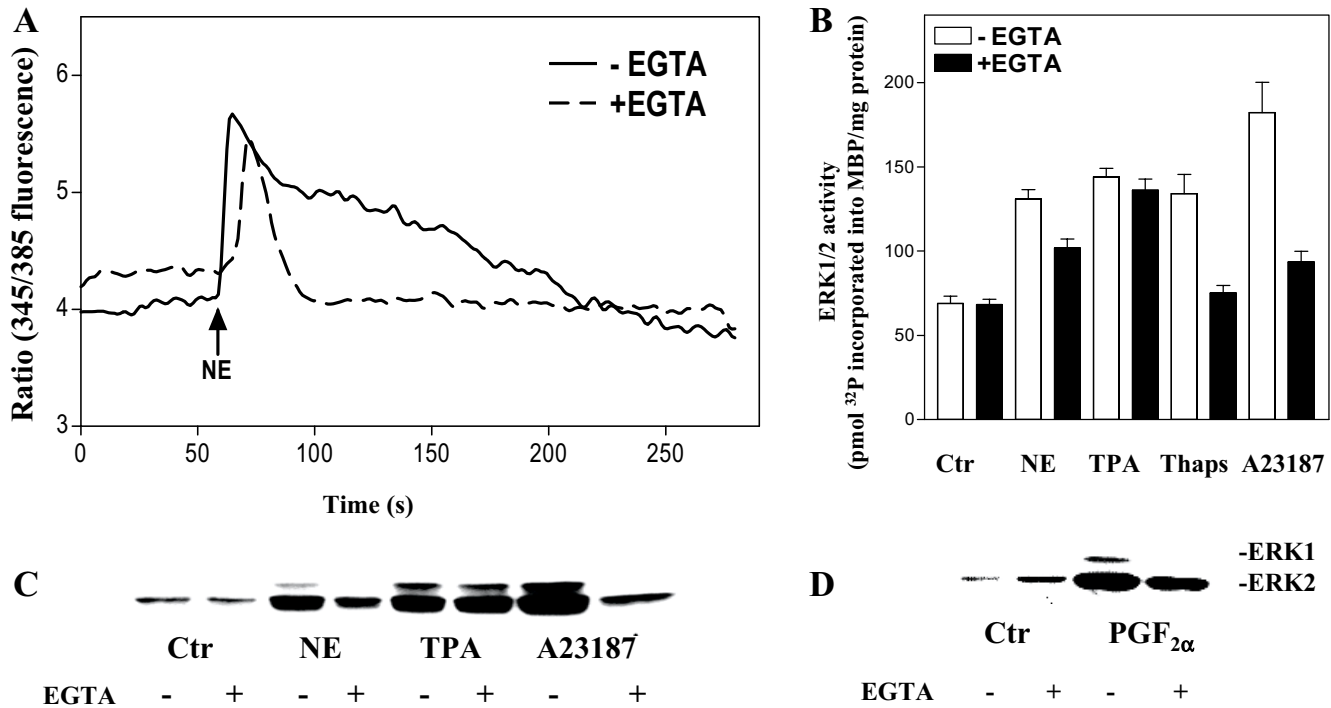 A
Ratio (345/385 fluorescence
6
5
4
3
- EGTA
+EGTA
NE
0
50
100
150
200
250
Time (s)
B
ERK1/2 activity
(pmol ³²P incorporated into MBP/mg protein)
200
150
100
50
0
- EGTA
+EGTA
Ctr NE TPA Thaps A23187
C
Ctr NE TPA A23187
EGTA - + - + - + - +
D
-ERK1
-ERK2
Ctr PGF₂α
EGTA - + - +